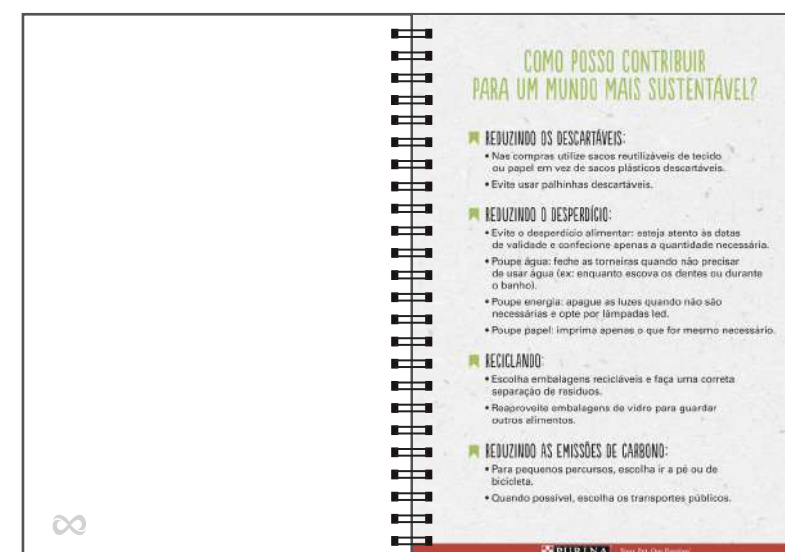 COMO POSSO CONTRIBUIR
PARA UM MUNDO MAIS SUSTENTÁVEL?
REDUZINDO OS DESCARTÁVEIS:
• Nas compras utilize sacos reutilizáveis de tecido
ou papel em vez de sacos plásticos descartáveis.
• Evite usar palhinhas descartáveis.
REDUZINDO O DESPERDÍCIO:
• Evite o desperdício alimentar: esteja atento às datas
de validade e confecione apenas a quantidade necessária.
• Poupe água: feche as torneiras quando não precisar
de usar água (ex: enquanto escova os dentes ou durante
o banho).
• Poupe energia: apague as luzes quando não são
necessárias e opte por lâmpadas led.
• Poupe papel: imprima apenas o que for mesmo necessário.
RECICLANDO:
• Escolha embalagens recicláveis e faça uma correta
separação de resíduos.
• Reaproveite embalagens de vidro para guardar
outros alimentos.
REDUZINDO AS EMISSÕES DE CARBONO:
• Para pequenos percursos, escolha ir a pé ou de
bicicleta.
• Quando possível, escolha os transportes públicos.
PURINA Your Pet, Our Passion.